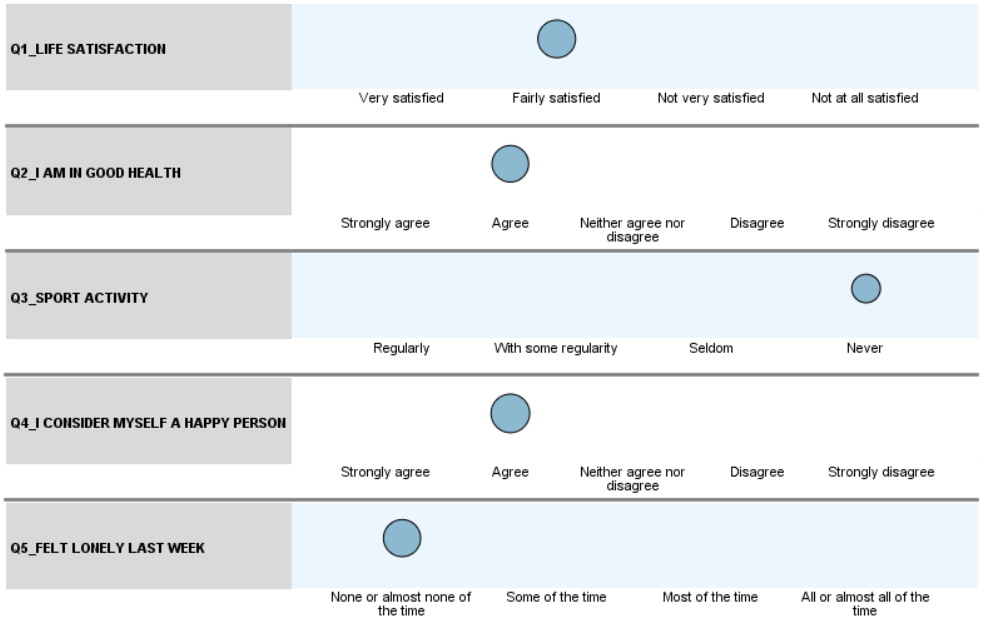 Q1_LIFE SATISFACTION
Very satisfied Fairly satisfied Not very satisfied Not at all satisfied
Q2_I AM IN GOOD HEALTH
Strongly agree Agree Neither agree nor disagree Disagree Strongly disagree
Q3_SPORT ACTIVITY
Regularly With some regularity Seldom Never
Q4_I CONSIDER MYSELF A HAPPY PERSON
Strongly agree Agree Neither agree nor disagree Disagree Strongly disagree
Q5_FELT LONELY LAST WEEK
None or almost none of the time Some of the time Most of the time All or almost all of the time